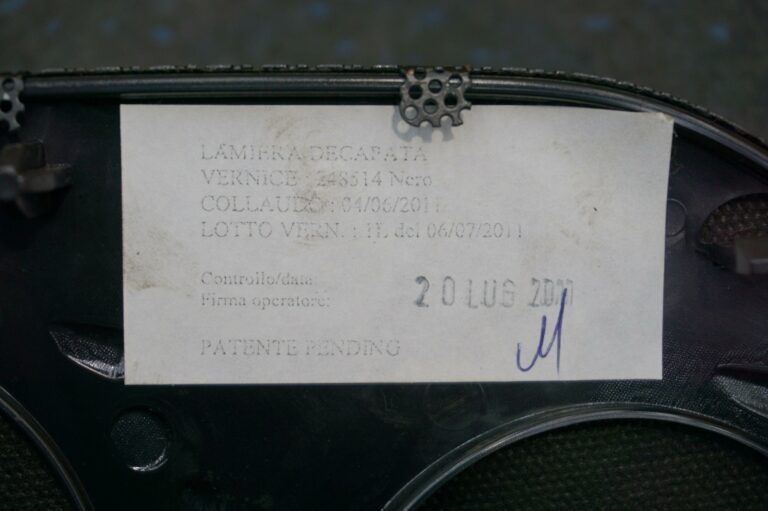 LAMIERA DECAPATA
VERNICE : 248514 Nero
COLLAUDO : 04/06/2011
LOTTO VERN. : 1L del 06/07/2011
Controllo/data:
20 LUG 2011
Firma operatore:
PATENTE PENDING